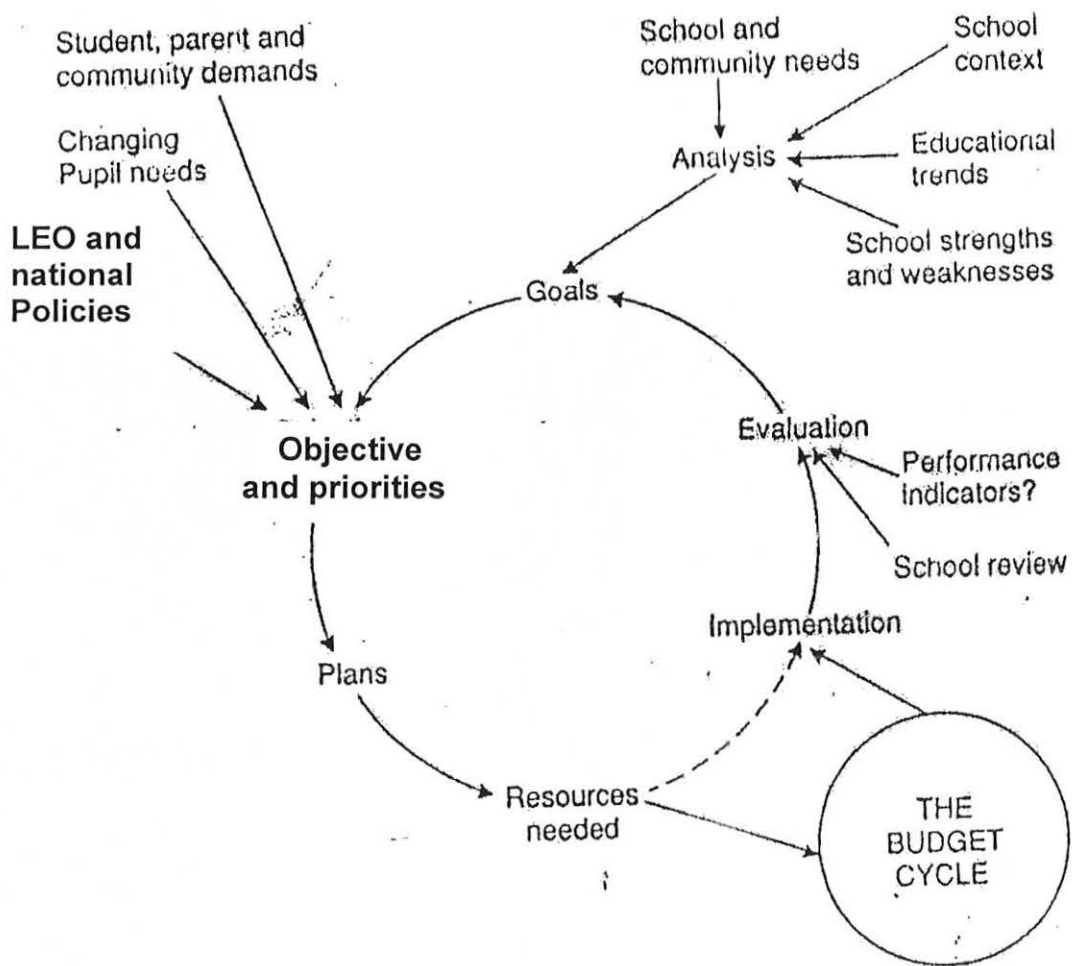 Student, parent and
community demands
School and
community needs
School
context
Changing
Pupil needs
Analysis
Educational
trends
LEO and
national
Policies
School strengths
and weaknesses
Goals
Evaluation
Objective
and priorities
Performance
indicators?
School review
Implementation
Plans
Resources
needed
THE
BUDGET
CYCLE